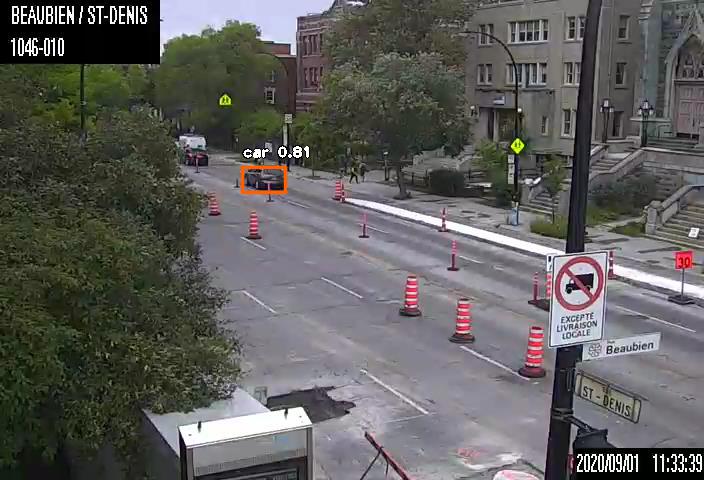 BEAUBIEN / ST-DENIS
1046-010
car 0.81
30
EXCEPTÉ
LIVRAISON
LOCALE
Beaubien
ST-DENIS
2020/09/01 11:33:39